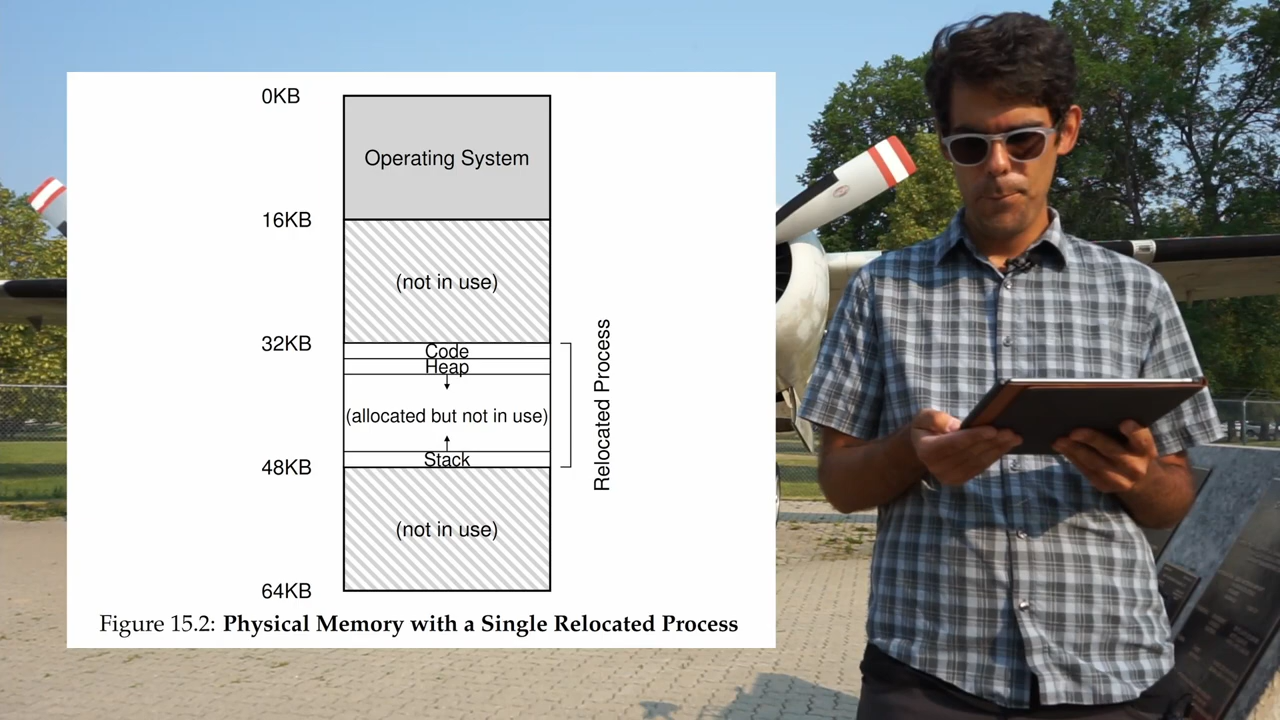 0KB
Operating System
16KB
(not in use)
32KB
Code
Heap
(allocated but not in use)
Stack
48KB
Relocated Process
(not in use)
64KB
Figure 15.2: Physical Memory with a Single Relocated Process